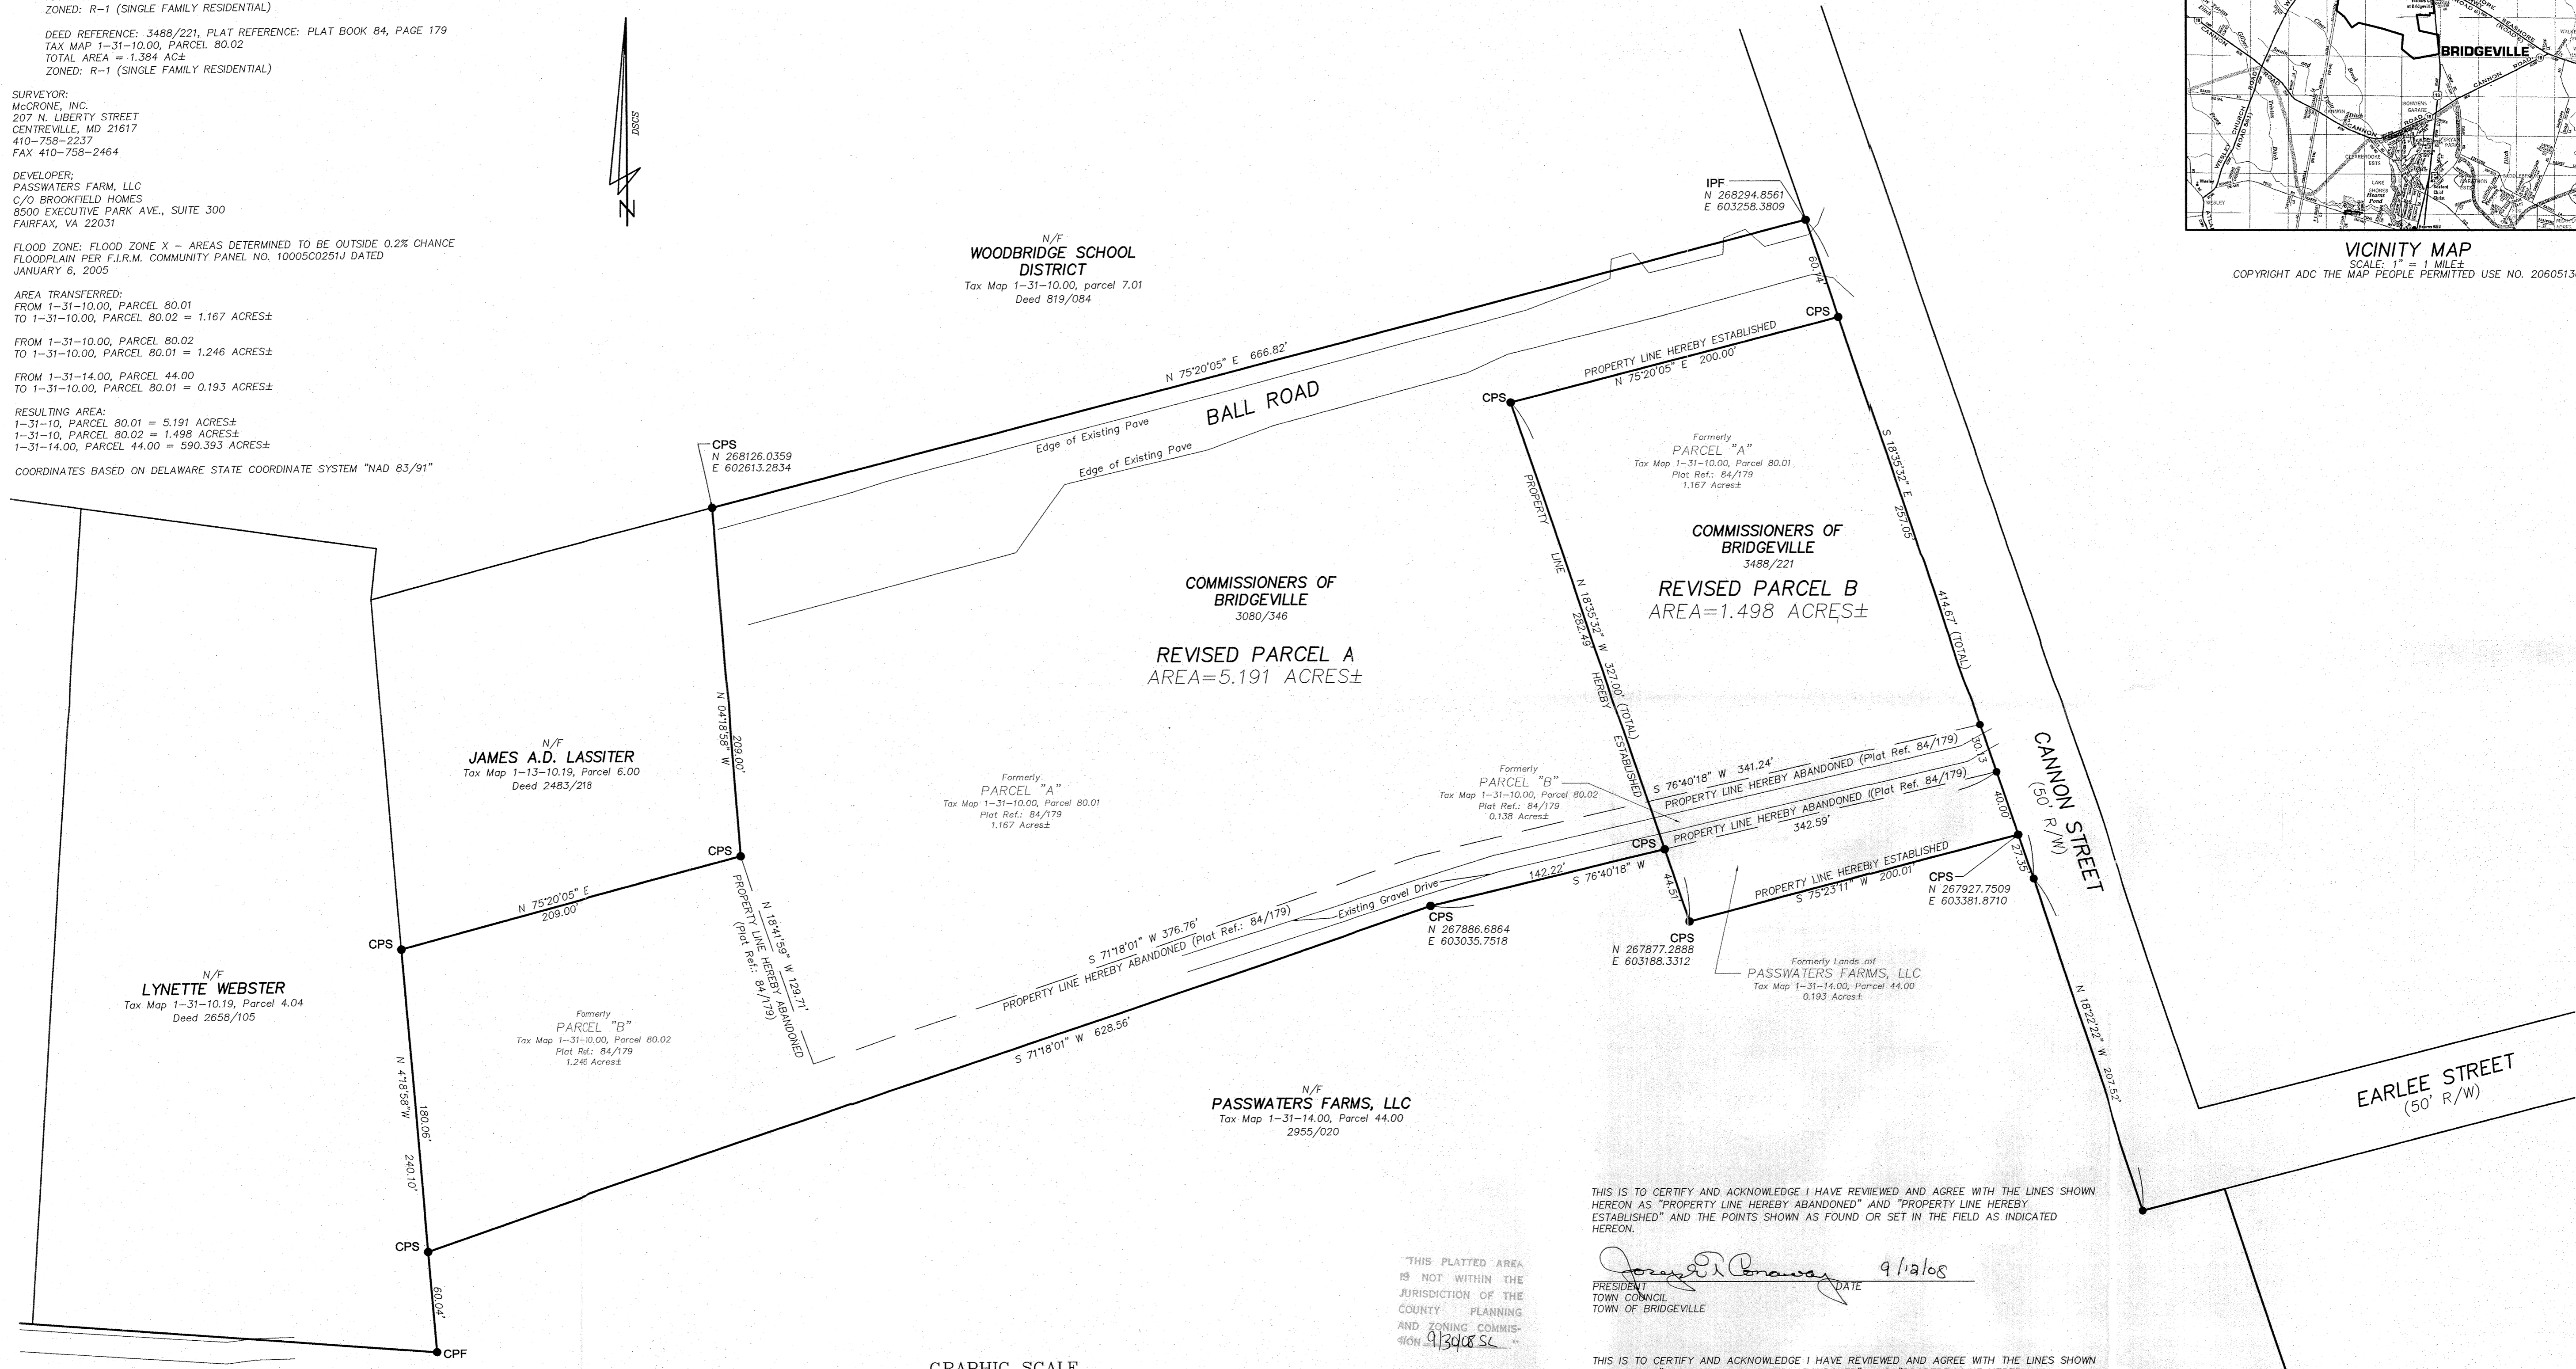 ZONED: R-1 (SINGLE FAMILY RESIDENTIAL)
DEED REFERENCE: 3488/221, PLAT REFERENCE: PLAT BOOK 84, PAGE 179
TAX MAP 1-31-10.00, PARCEL 80.02
TOTAL AREA = 1.384 AC±
ZONED: R-1 (SINGLE FAMILY RESIDENTIAL)
SURVEYOR:
McCRONE, INC.
207 N. LIBERTY STREET
CENTREVILLE, MD 21617
410-758-2237
FAX 410-758-2464
DEVELOPER;
PASSWATERS FARM, LLC
C/O BROOKFIELD HOMES
8500 EXECUTIVE PARK AVE., SUITE 300
FAIRFAX, VA 22031
FLOOD ZONE: FLOOD ZONE X - AREAS DETERMINED TO BE OUTSIDE 0.2% CHANCE
FLOODPLAIN PER F.I.R.M. COMMUNITY PANEL NO. 10005C0251J DATED
JANUARY 6, 2005
AREA TRANSFERRED:
FROM 1-31-10.00, PARCEL 80.01
TO 1-31-10.00, PARCEL 80.02 = 1.167 ACRES±
FROM 1-31-10.00, PARCEL 80.02
TO 1-31-10.00, PARCEL 80.01 = 1.246 ACRES±
FROM 1-31-14.00, PARCEL 44.00
TO 1-31-10.00, PARCEL 80.01 = 0.193 ACRES±
RESULTING AREA:
1-31-10, PARCEL 80.01 = 5.191 ACRES±
1-31-10, PARCEL 80.02 = 1.498 ACRES±
1-31-14.00, PARCEL 44.00 = 590.393 ACRES±
COORDINATES BASED ON DELAWARE STATE COORDINATE SYSTEM "NAD 83/91"
DSCS
N
BRIDGEVILLE
VICINITY MAP
SCALE: 1" = 1 MILE±
COPYRIGHT ADC THE MAP PEOPLE PERMITTED USE NO. 2060513
N/F
WOODBRIDGE SCHOOL
DISTRICT
Tax Map 1-31-10.00, parcel 7.01
Deed 819/084
IPF
N 268294.8561
E 603258.3809
60.14'
CPS
PROPERTY LINE HEREBY ESTABLISHED
N 75°20'05" E 200.00'
CPS
N 75°20'05" E 666.82'
BALL ROAD
Edge of Existing Pave
Edge of Existing Pave
CPS
N 268126.0359
E 602613.2834
Formerly
PARCEL "A"
Tax Map 1-31-10.00, Parcel 80.01
Plat Ref.: 84/179
1.167 Acres±
S 18°35'32" E 257.05'
414.67' (TOTAL)
COMMISSIONERS OF
BRIDGEVILLE
3488/221
REVISED PARCEL B
AREA=1.498 ACRES±
PROPERTY LINE HEREBY ESTABLISHED
N 18°35'32" W 327.00' (TOTAL)
282.49'
COMMISSIONERS OF
BRIDGEVILLE
3080/346
REVISED PARCEL A
AREA=5.191 ACRES±
N/F
JAMES A.D. LASSITER
Tax Map 1-13-10.19, Parcel 6.00
Deed 2483/218
N 04°18'58" W
209.00'
CPS
N 75°20'05" E
209.00'
CPS
Formerly
PARCEL "A"
Tax Map 1-31-10.00, Parcel 80.01
Plat Ref.: 84/179
1.167 Acres±
Formerly
PARCEL "B"
Tax Map 1-31-10.00, Parcel 80.02
Plat Ref.: 84/179
0.138 Acres±
S 76°40'18" W 341.24'
PROPERTY LINE HEREBY ABANDONED (Plat Ref. 84/179)
PROPERTY LINE HEREBY ABANDONED ((Plat Ref. 84/179)
342.59'
30.13
40.00'
27.35'
CANNON STREET
(50' R/W)
CPS
142.22'
S 76°40'18" W
44.51'
PROPERTY LINE HEREBY ESTABLISHED
S 75°23'11" W 200.01'
CPS
N 267927.7509
E 603381.8710
CPS
N 267886.6864
E 603035.7518
CPS
N 267877.2888
E 603188.3312
Formerly Lands of
PASSWATERS FARMS, LLC
Tax Map 1-31-14.00, Parcel 44.00
0.193 Acres±
Existing Gravel Drive
S 71°18'01" W 376.76'
PROPERTY LINE HEREBY ABANDONED (Plat Ref.: 84/179)
N 18°41'59" W 129.71'
PROPERTY LINE HEREBY ABANDONED
(Plat Ref.: 84/179)
S 71°18'01" W 628.56'
N/F
LYNETTE WEBSTER
Tax Map 1-31-10.19, Parcel 4.04
Deed 2658/105
Formerly
PARCEL "B"
Tax Map 1-31-10.00, Parcel 80.02
Plat Ref.: 84/179
1.246 Acres±
N 4°18'58"W
180.06'
240.10'
CPS
60.04'
CPF
N/F
PASSWATERS FARMS, LLC
Tax Map 1-31-14.00, Parcel 44.00
2955/020
N 18°22'22" W 207.52'
EARLEE STREET
(50' R/W)
THIS IS TO CERTIFY AND ACKNOWLEDGE I HAVE REVIEWED AND AGREE WITH THE LINES SHOWN
HEREON AS "PROPERTY LINE HEREBY ABANDONED" AND "PROPERTY LINE HEREBY
ESTABLISHED" AND THE POINTS SHOWN AS FOUND OR SET IN THE FIELD AS INDICATED
HEREON.
Joseph T Conaway 9/12/08
PRESIDENT DATE
TOWN COUNCIL
TOWN OF BRIDGEVILLE
"THIS PLATTED AREA
IS NOT WITHIN THE
JURISDICTION OF THE
COUNTY PLANNING
AND ZONING COMMIS-
SION 9/30/08 SL "
GRAPHIC SCALE
THIS IS TO CERTIFY AND ACKNOWLEDGE I HAVE REVIEWED AND AGREE WITH THE LINES SHOWN